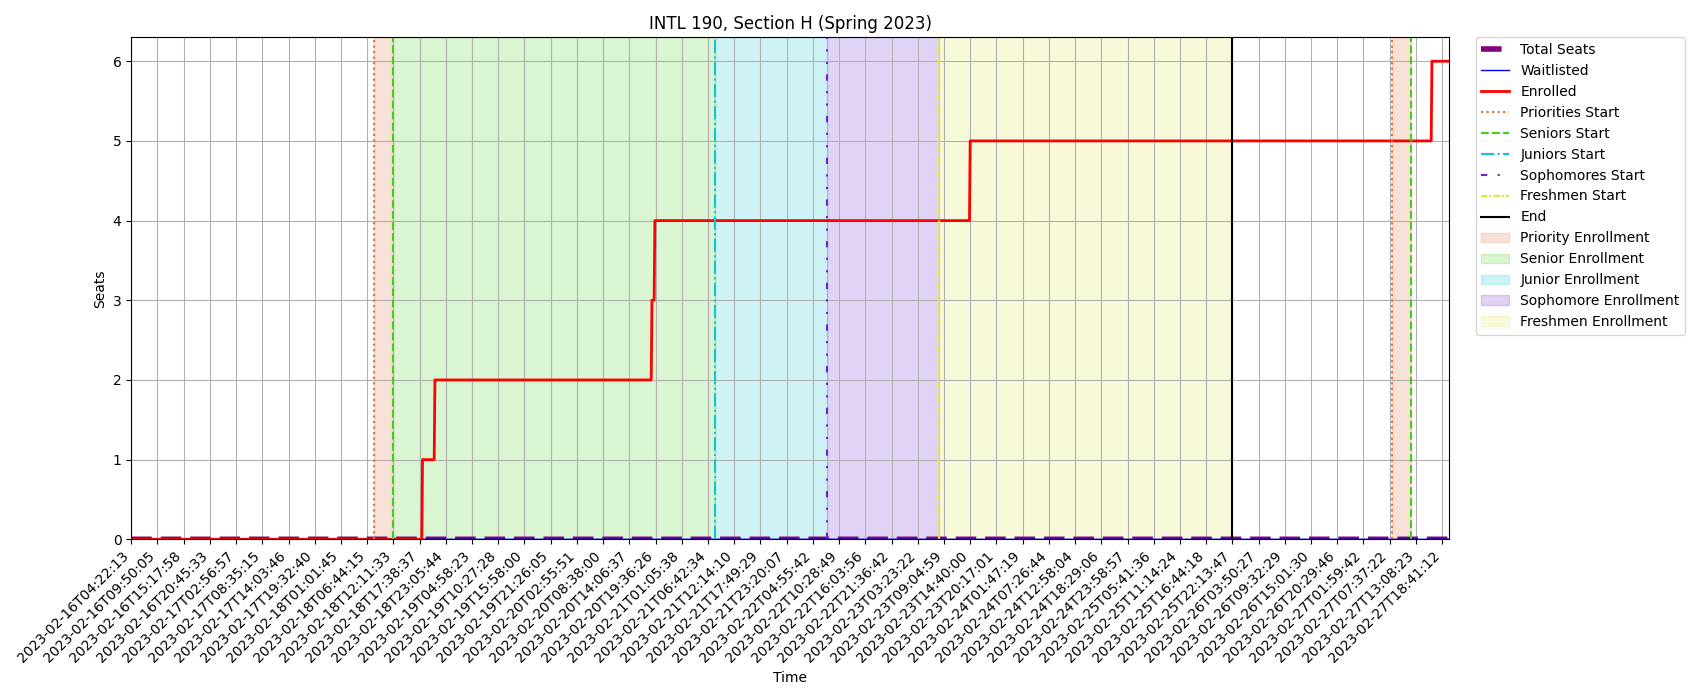 INTL 190, Section H (Spring 2023)
Seats
6
5
4
3
2
1
0
2023-02-16T04:22:13
2023-02-16T09:50:05
2023-02-16T15:17:58
2023-02-16T20:45:33
2023-02-17T02:56:57
2023-02-17T08:35:15
2023-02-17T14:03:46
2023-02-17T19:32:40
2023-02-18T01:01:45
2023-02-18T06:44:15
2023-02-18T12:11:33
2023-02-18T17:38:37
2023-02-18T23:05:44
2023-02-19T04:58:23
2023-02-19T10:27:28
2023-02-19T15:58:00
2023-02-19T21:26:05
2023-02-20T02:55:51
2023-02-20T08:38:00
2023-02-20T14:06:37
2023-02-20T19:36:26
2023-02-21T01:05:38
2023-02-21T06:42:34
2023-02-21T12:14:10
2023-02-21T17:49:29
2023-02-21T23:20:07
2023-02-22T04:55:42
2023-02-22T10:28:49
2023-02-22T16:03:56
2023-02-22T21:36:42
2023-02-23T03:23:22
2023-02-23T09:04:59
2023-02-23T14:40:00
2023-02-23T20:17:01
2023-02-24T01:47:19
2023-02-24T07:26:44
2023-02-24T12:58:04
2023-02-24T18:29:06
2023-02-24T23:58:57
2023-02-25T05:41:36
2023-02-25T11:14:24
2023-02-25T16:44:18
2023-02-25T22:13:47
2023-02-26T03:50:27
2023-02-26T09:32:29
2023-02-26T15:01:30
2023-02-26T20:29:46
2023-02-27T01:59:42
2023-02-27T07:37:22
2023-02-27T13:08:23
2023-02-27T18:41:12
Time
Total Seats
Waitlisted
Enrolled
Priorities Start
Seniors Start
Juniors Start
Sophomores Start
Freshmen Start
End
Priority Enrollment
Senior Enrollment
Junior Enrollment
Sophomore Enrollment
Freshmen Enrollment